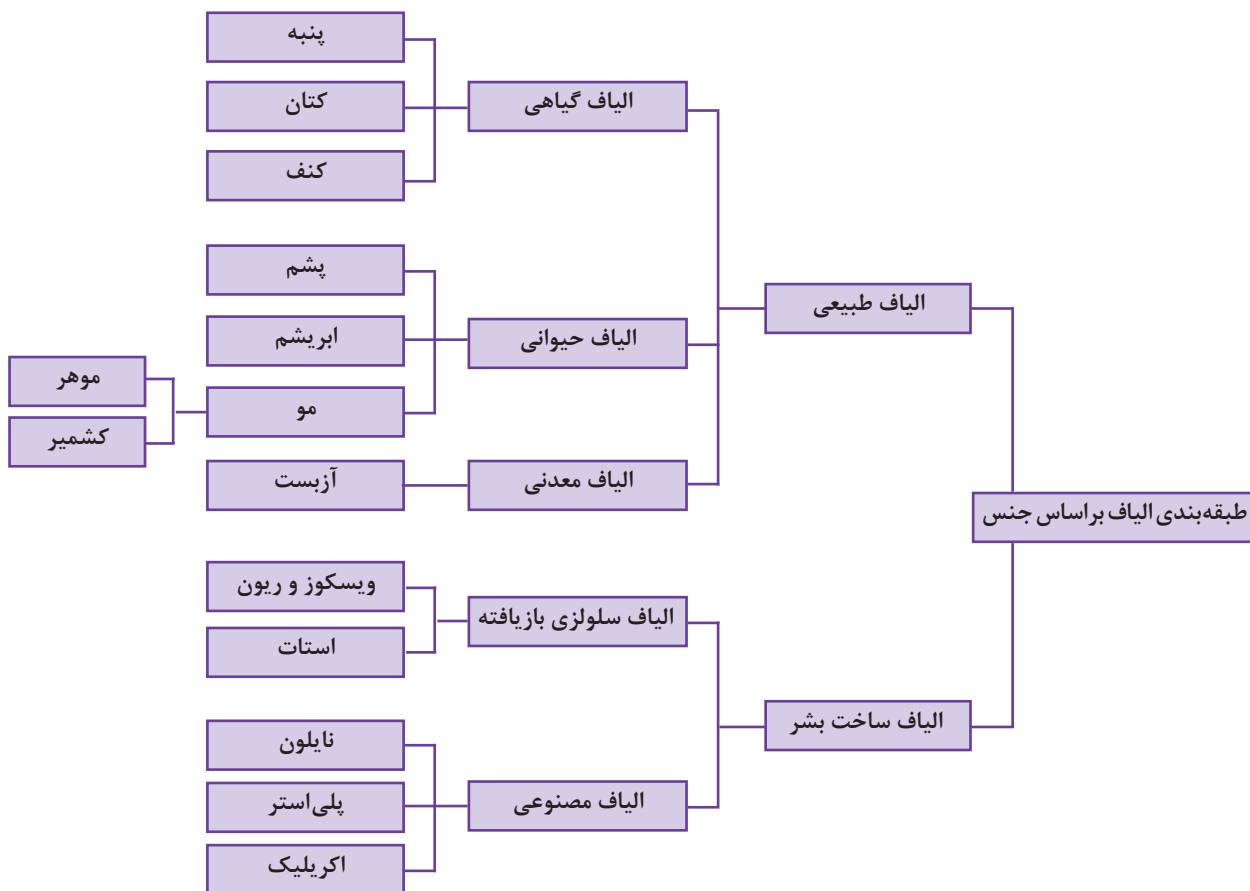 طبقه‌بندی الیاف براساس جنس
الیاف طبیعی
الیاف گیاهی
پنبه
کتان
کنف
الیاف حیوانی
پشم
ابریشم
مو
موهر
کشمیر
الیاف معدنی
آزبست
الیاف ساخت بشر
الیاف سلولزی بازیافته
ویسکوز و ریون
استات
الیاف مصنوعی
نایلون
پلی‌استر
اکریلیک